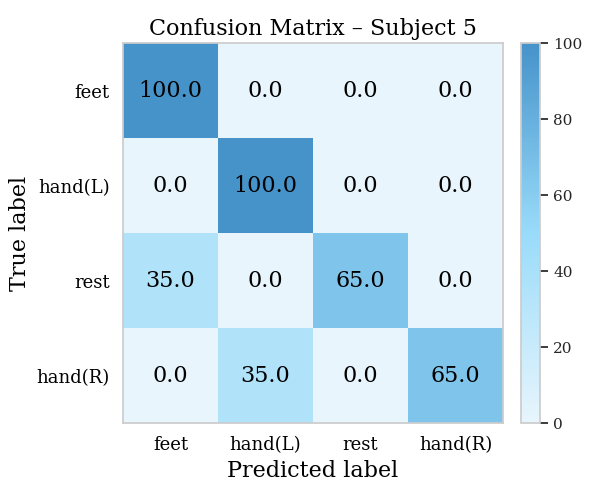 Confusion Matrix – Subject 5
True label
feet 100.0 0.0 0.0 0.0
hand(L) 0.0 100.0 0.0 0.0
rest 35.0 0.0 65.0 0.0
hand(R) 0.0 35.0 0.0 65.0
feet hand(L) rest hand(R)
Predicted label
100
80
60
40
20
0